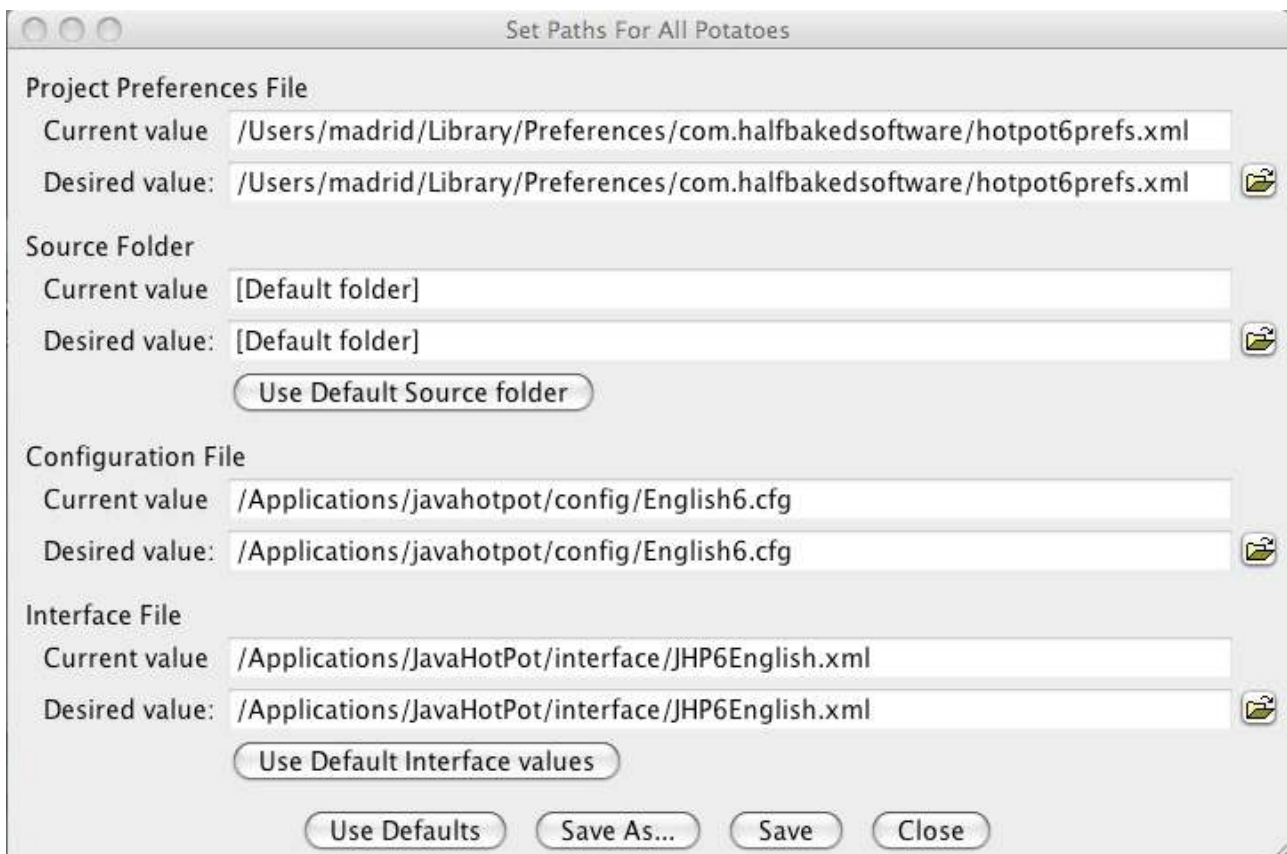 Set Paths For All Potatoes
Project Preferences File
Current value /Users/madrid/Library/Preferences/com.halfbakedsoftware/hotpot6prefs.xml
Desired value: /Users/madrid/Library/Preferences/com.halfbakedsoftware/hotpot6prefs.xml
Source Folder
Current value [Default folder]
Desired value: [Default folder]
Use Default Source folder
Configuration File
Current value /Applications/javahotpot/config/English6.cfg
Desired value: /Applications/javahotpot/config/English6.cfg
Interface File
Current value /Applications/JavaHotPot/interface/JHP6English.xml
Desired value: /Applications/JavaHotPot/interface/JHP6English.xml
Use Default Interface values
Use Defaults Save As... Save Close